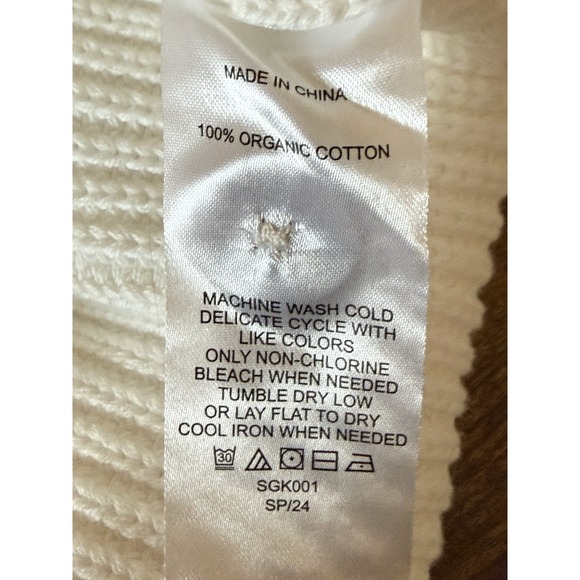 MADE IN CHINA
100% ORGANIC COTTON
MACHINE WASH COLD
DELICATE CYCLE WITH
LIKE COLORS
ONLY NON-CHLORINE
BLEACH WHEN NEEDED
TUMBLE DRY LOW
OR LAY FLAT TO DRY
COOL IRON WHEN NEEDED
30
SGK001
SP/24